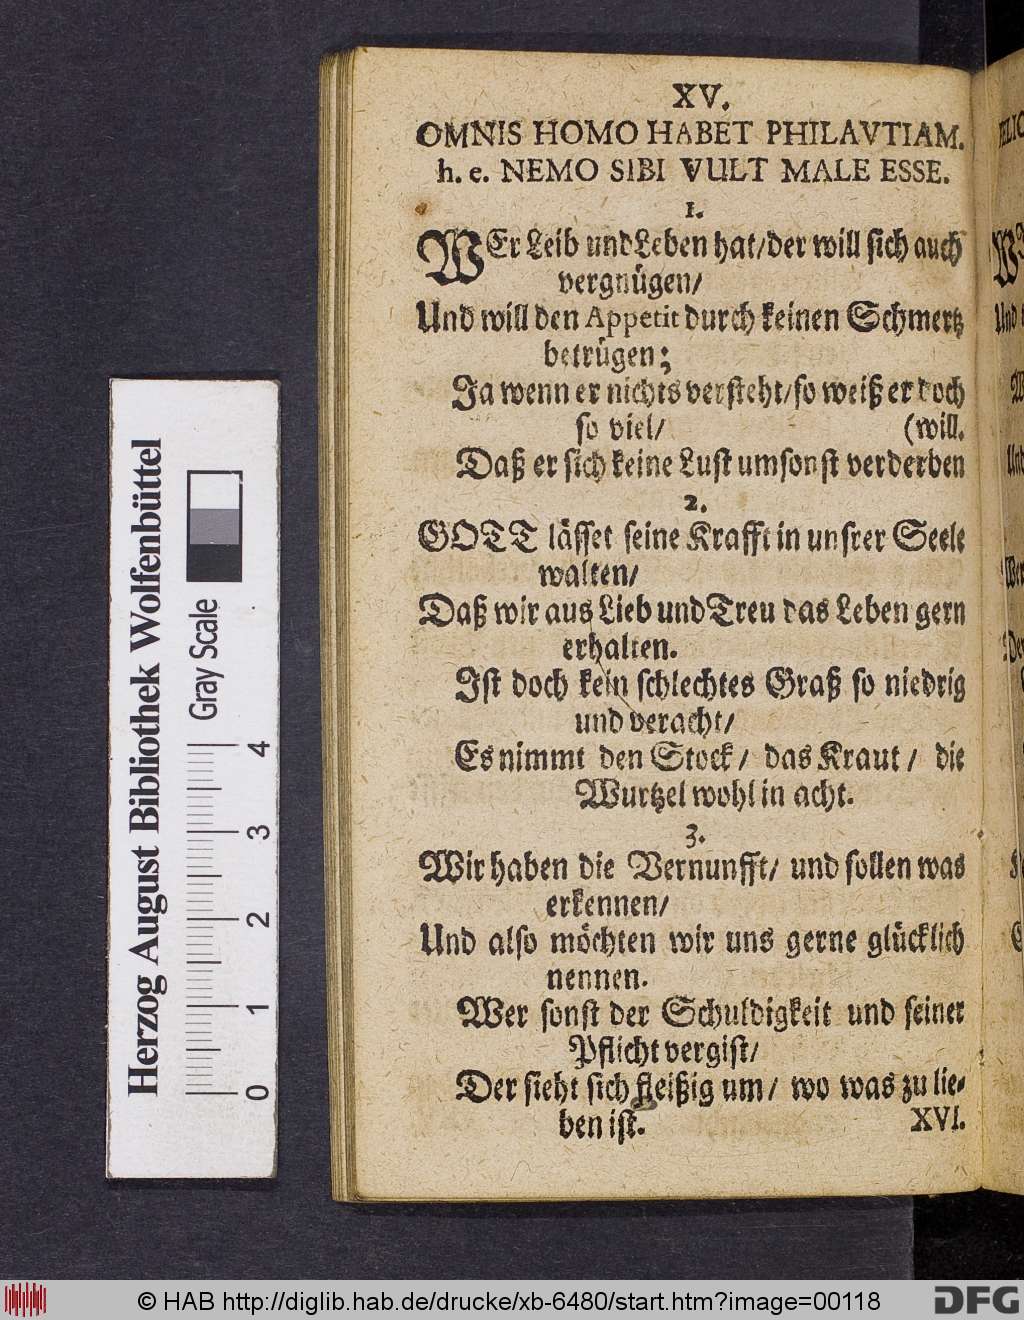 XV.
OMNIS HOMO HABET PHILAVTIAM.
h. e. NEMO SIBI VULT MALE ESSE.
1.
WEr Leib und Leben hat/ der will sich auch
vergnügen/
Und will den Appetit durch keinen Schmertz
betrügen;
Ja wenn er nichts versteht/ so weiß er doch
so viel/ (will.
Daß er sich keine Lust umsonst verderben
2.
GOTT lässet seine Krafft in unsrer Seele
walten/
Daß wir aus Lieb und Treu das Leben gern
erhalten.
Ist doch kein schlechtes Graß so niedrig
und veracht/
Es nimmt den Stock/ das Kraut/ die
Wurtzel wohl in acht.
3.
Wir haben die Vernunfft/ und sollen was
erkennen/
Und also möchten wir uns gerne glücklich
nennen.
Wer sonst der Schuldigkeit und seiner
Pflicht vergist/
Der sieht sich fleißig um/ wo was zu lie-
ben ist. XVI.
Herzog August Bibliothek Wolfenbüttel
Gray Scale
0 1 2 3 4
© HAB http://diglib.hab.de/drucke/xb-6480/start.htm?image=00118
DFG